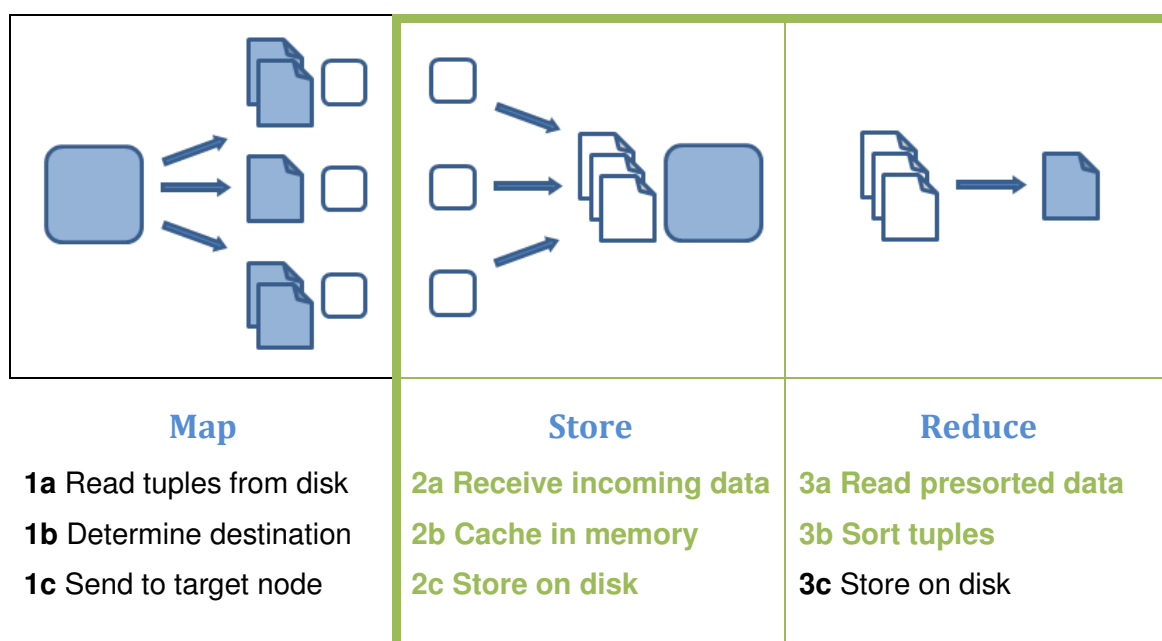 Map
1a Read tuples from disk
1b Determine destination
1c Send to target node
Store
2a Receive incoming data
2b Cache in memory
2c Store on disk
Reduce
3a Read presorted data
3b Sort tuples
3c Store on disk